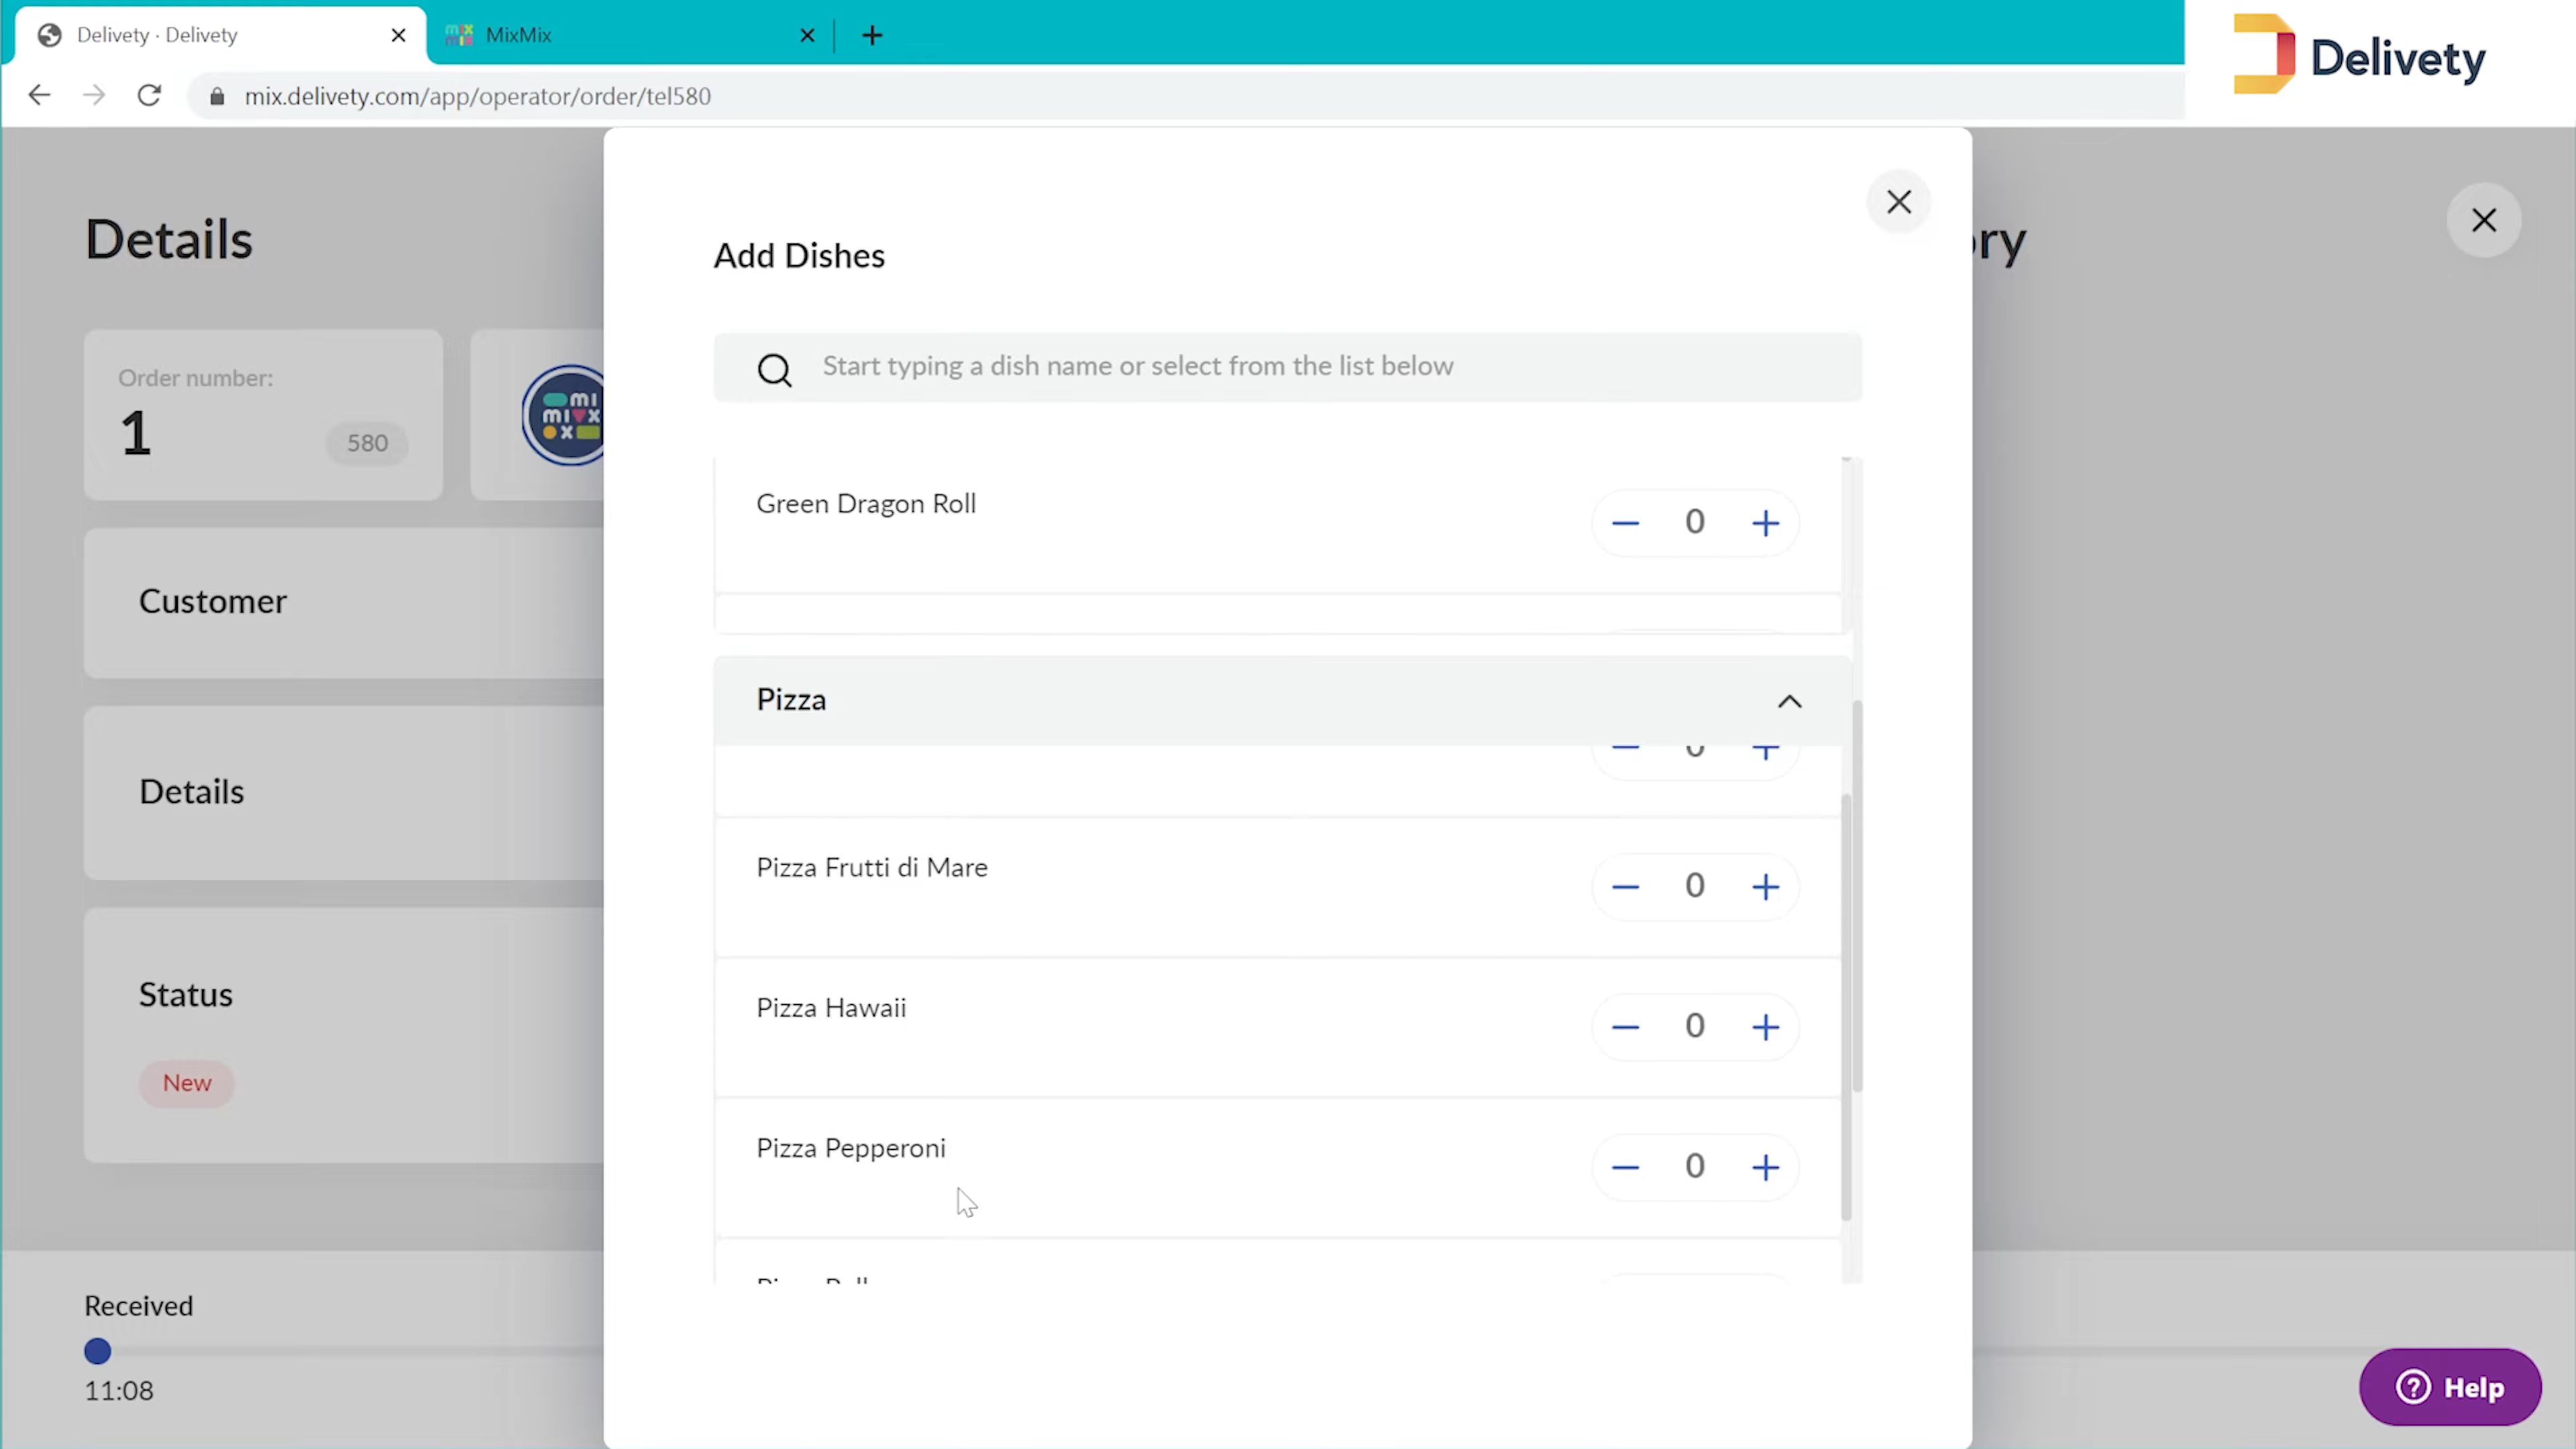 Delivety · Delivety
MixMix
Delivety
mix.delivety.com/app/operator/order/tel580
Details
ory
Add Dishes
Start typing a dish name or select from the list below
Order number:
1
580
Green Dragon Roll
0
Customer
Pizza
0
Details
Pizza Frutti di Mare
0
Status
Pizza Hawaii
0
New
Pizza Pepperoni
0
Received
11:08
Help